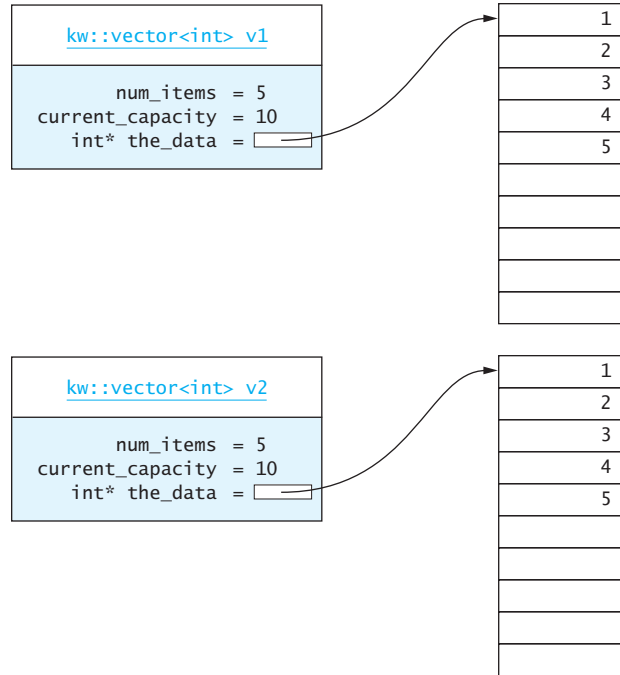 kw::vector<int> v1
num_items = 5
current_capacity = 10
int* the_data =
1
2
3
4
5
kw::vector<int> v2
num_items = 5
current_capacity = 10
int* the_data =
1
2
3
4
5